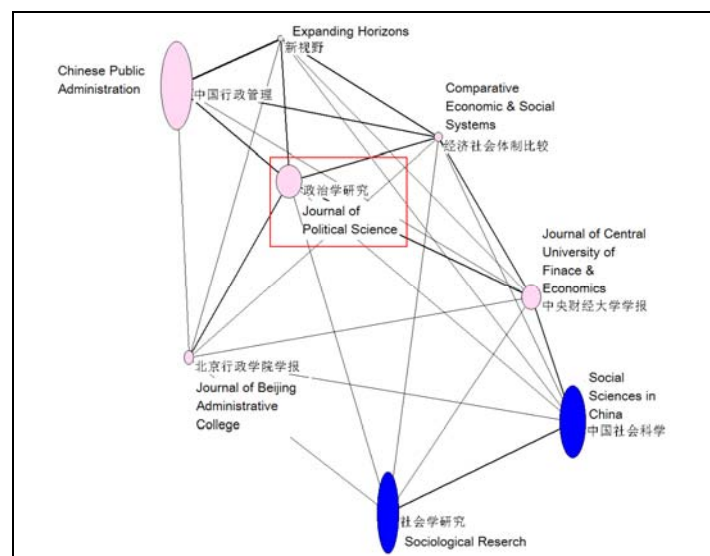 Expanding Horizons
新视野
Chinese Public
Administration
中国行政管理
Comparative
Economic & Social
Systems
经济社会体制比较
政治学研究
Journal of
Political Science
Journal of Central
University of
Finace &
Economics
中央财经大学学报
北京行政学院学报
Journal of Beijing
Administrative
College
Social
Sciences in
China
中国社会科学
社会学研究
Sociological Reserch